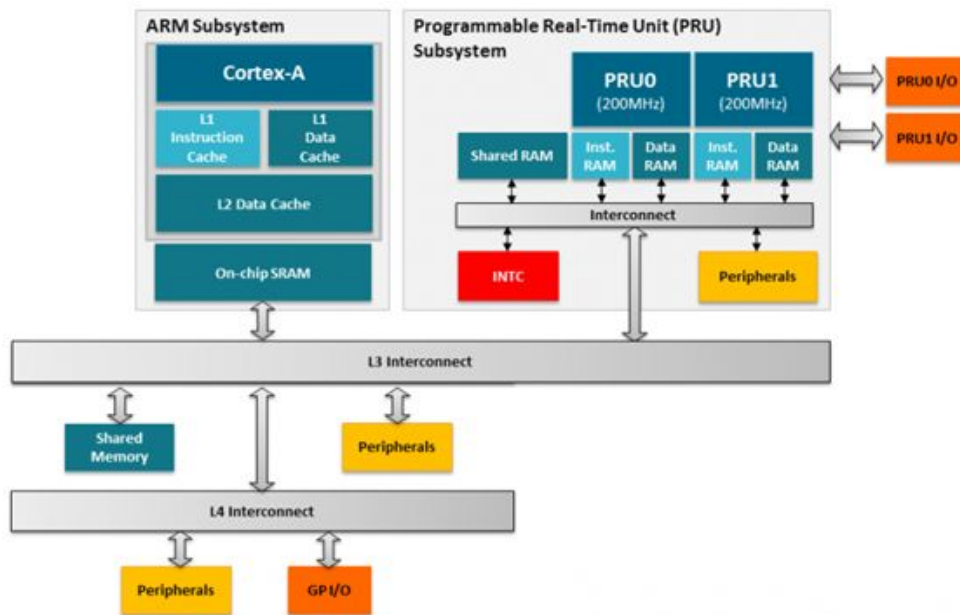 ARM Subsystem
Cortex-A
L1
Instruction
Cache
L1
Data
Cache
L2 Data Cache
On-chip SRAM
Programmable Real-Time Unit (PRU)
Subsystem
PRU0
(200MHz)
PRU1
(200MHz)
Shared RAM
Inst.
RAM
Data
RAM
Inst.
RAM
Data
RAM
Interconnect
INTC
Peripherals
PRU0 I/O
PRU1 I/O
L3 Interconnect
Shared
Memory
Peripherals
L4 Interconnect
Peripherals
GP I/O